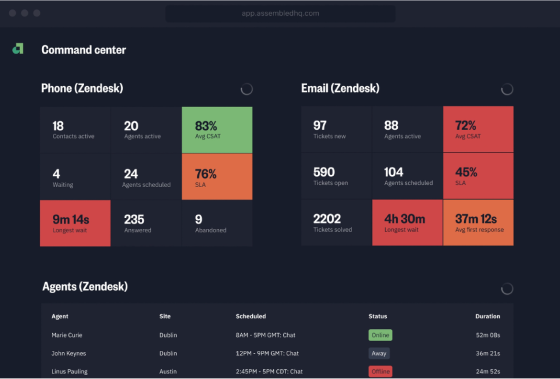 app.assembledhq.com
Command center
Phone (Zendesk)
18
Contacts active
20
Agents active
83%
Avg CSAT
4
Waiting
24
Agents scheduled
76%
SLA
9m 14s
Longest wait
235
Answered
9
Abandoned
Email (Zendesk)
97
Tickets new
88
Agents active
72%
Avg CSAT
590
Tickets open
104
Agents scheduled
45%
SLA
2202
Tickets solved
4h 30m
Longest wait
37m 12s
Avg first response
Agents (Zendesk)
Agent Site Scheduled Status Duration
Marie Curie Dublin 8AM - 5PM GMT: Chat Online 52m 08s
John Keynes Dublin 12PM - 9PM GMT: Chat Away 36m 21s
Linus Pauling Austin 2:45PM - 5PM CDT: Chat Offline 24m 52s